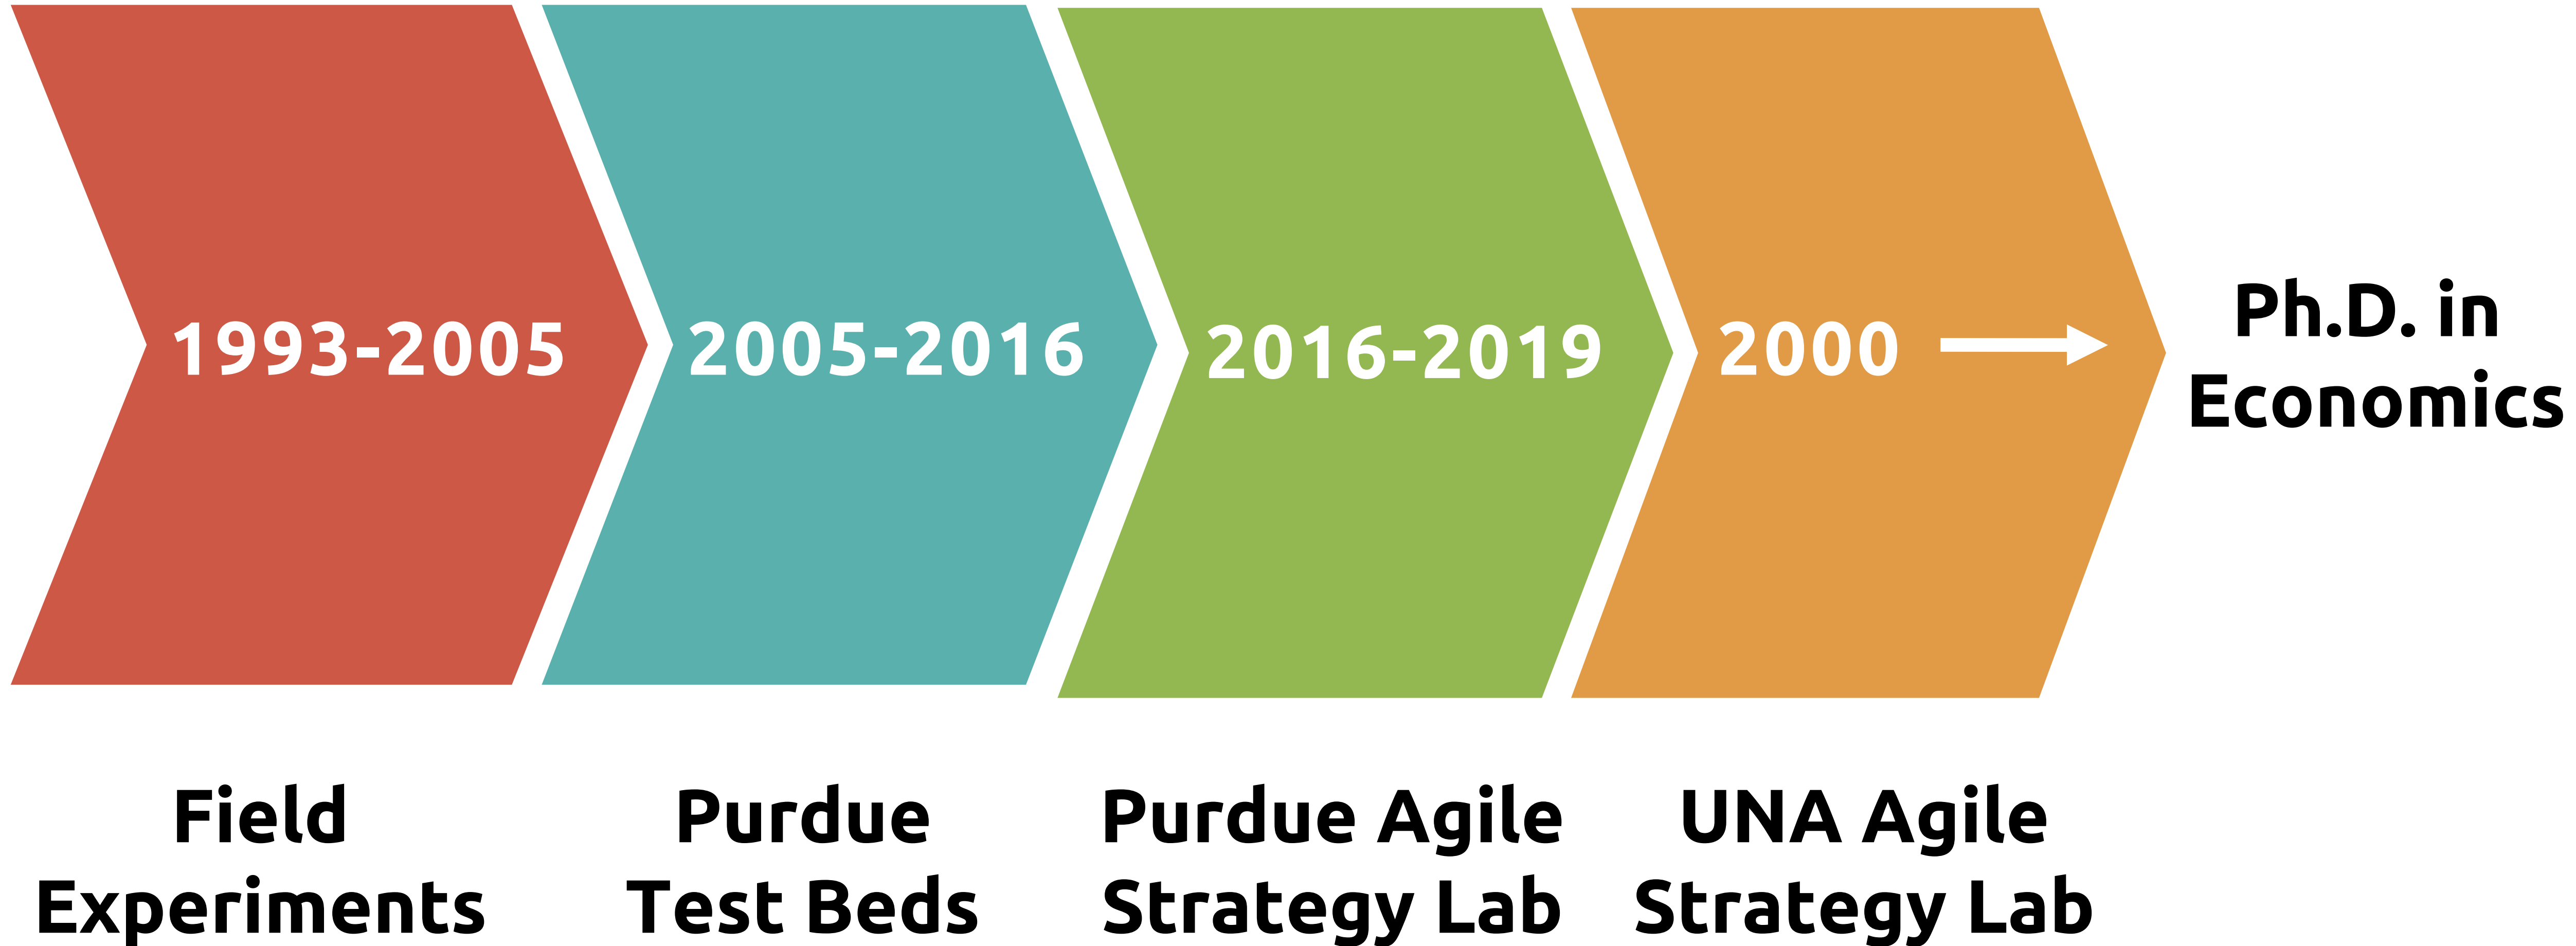 1993-2005
2005-2016
2016-2019
2000
Ph.D. in
Economics
Field
Experiments
Purdue
Test Beds
Purdue Agile
Strategy Lab
UNA Agile
Strategy Lab